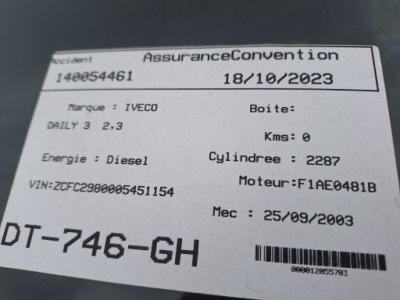 Accident AssuranceConvention
140054461 18/10/2023
Marque : IVECO Boite:
DAILY 3 2,3
Kms: 0
Energie : Diesel Cylindree : 2287
VIN:ZCFC2980005451154 Moteur:F1AE0481B
Mec : 25/09/2003
DT-746-GH
000012055703